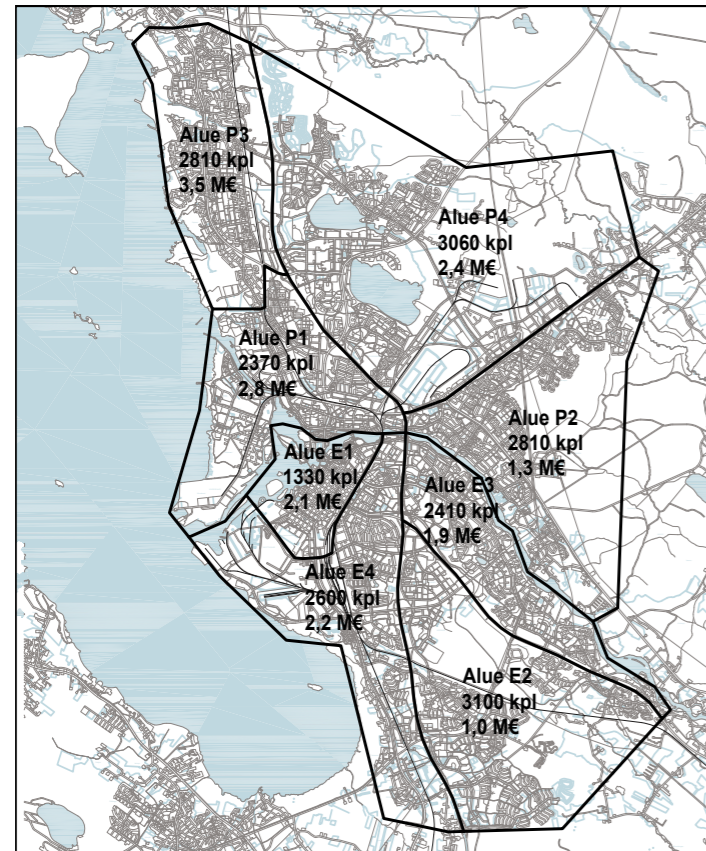 Alue P3
2810 kpl
3,5 M€
Alue P4
3060 kpl
2,4 M€
Alue P1
2370 kpl
2,8 M€
Alue P2
2810 kpl
1,3 M€
Alue E1
1330 kpl
2,1 M€
Alue E3
2410 kpl
1,9 M€
Alue E4
2600 kpl
2,2 M€
Alue E2
3100 kpl
1,0 M€